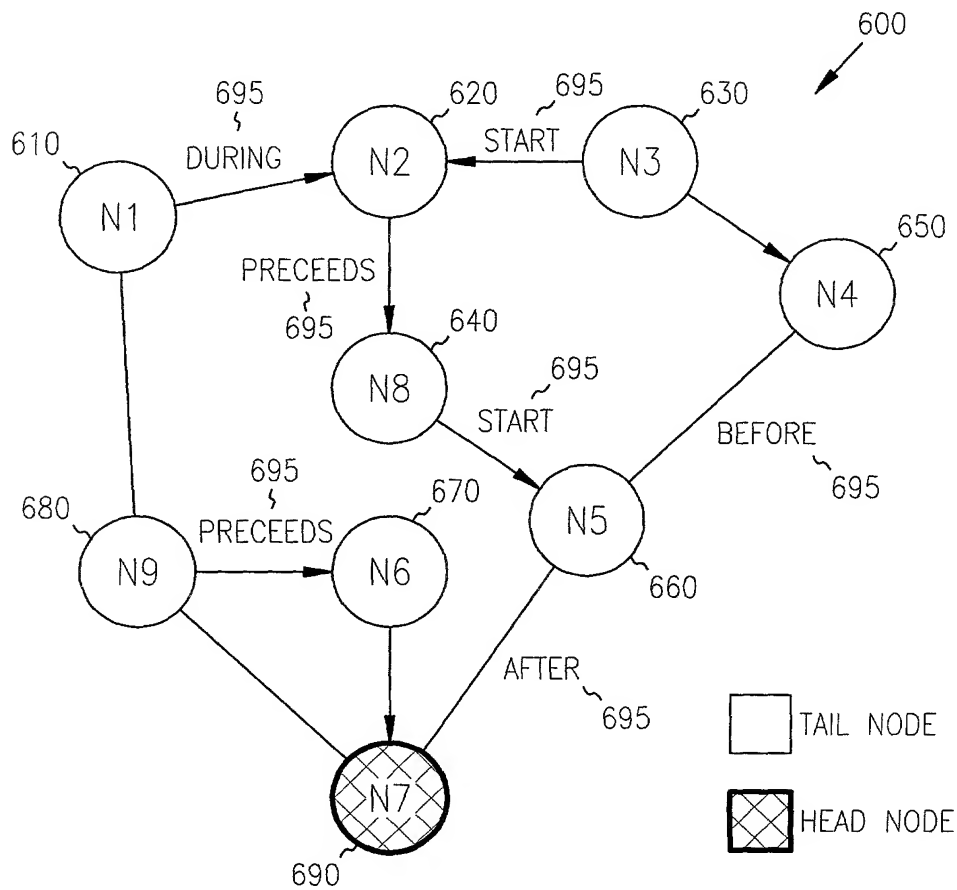 600
695
620
695
630
610
DURING
START
N1
N2
N3
650
PRECEEDS
695
640
N4
N8
695
START
BEFORE
695
695
670
680
PRECEEDS
N9
N6
N5
660
AFTER
695
TAIL NODE
N7
HEAD NODE
690